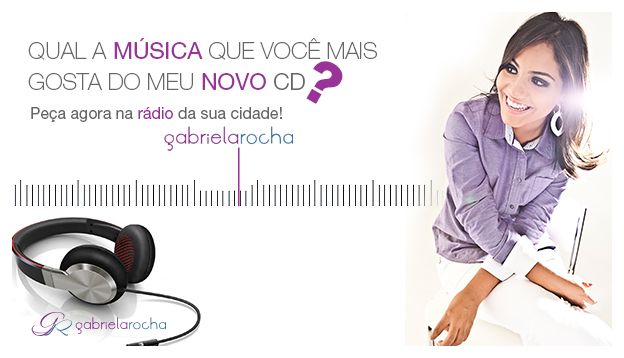 QUAL A MÚSICA QUE VOCÊ MAIS
GOSTA DO MEU NOVO CD?
Peça agora na rádio da sua cidade!
gabrielarocha
GR gabrielarocha